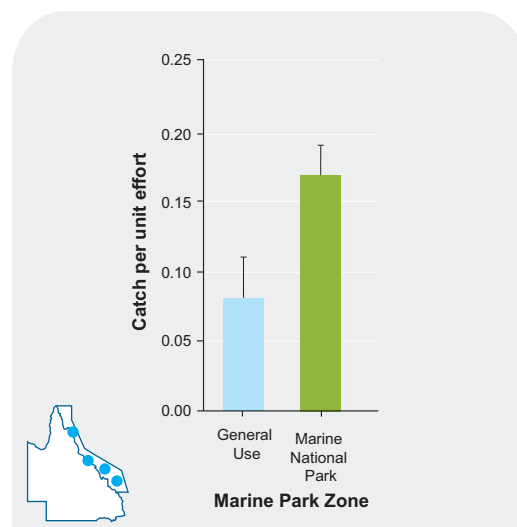 0.25
0.20
0.15
0.10
0.05
0.00
Catch per unit effort
General
Use
Marine
National
Park
Marine Park Zone